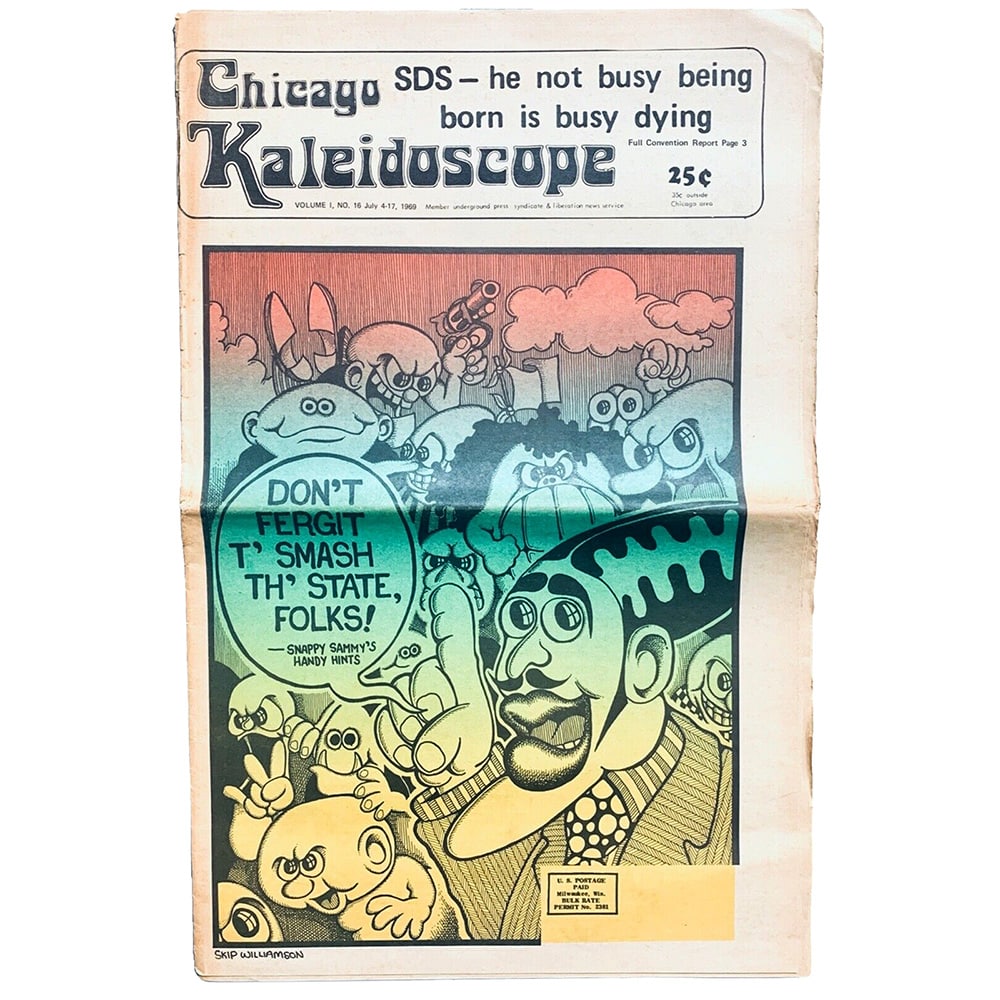 Chicago
Kaleidoscope
SDS – he not busy being
born is busy dying
Full Convention Report Page 3
25¢
35c outside
Chicago area
VOLUME I, NO. 16 July 4-17, 1969 Member underground press syndicate & liberation news service
DON'T
FERGIT
T' SMASH
TH' STATE,
FOLKS!
— SNAPPY SAMMY'S
HANDY HINTS
U. S. POSTAGE
PAID
Milwaukee, Wis.
BULK RATE
PERMIT No. 2381
SKIP WILLIAMSON